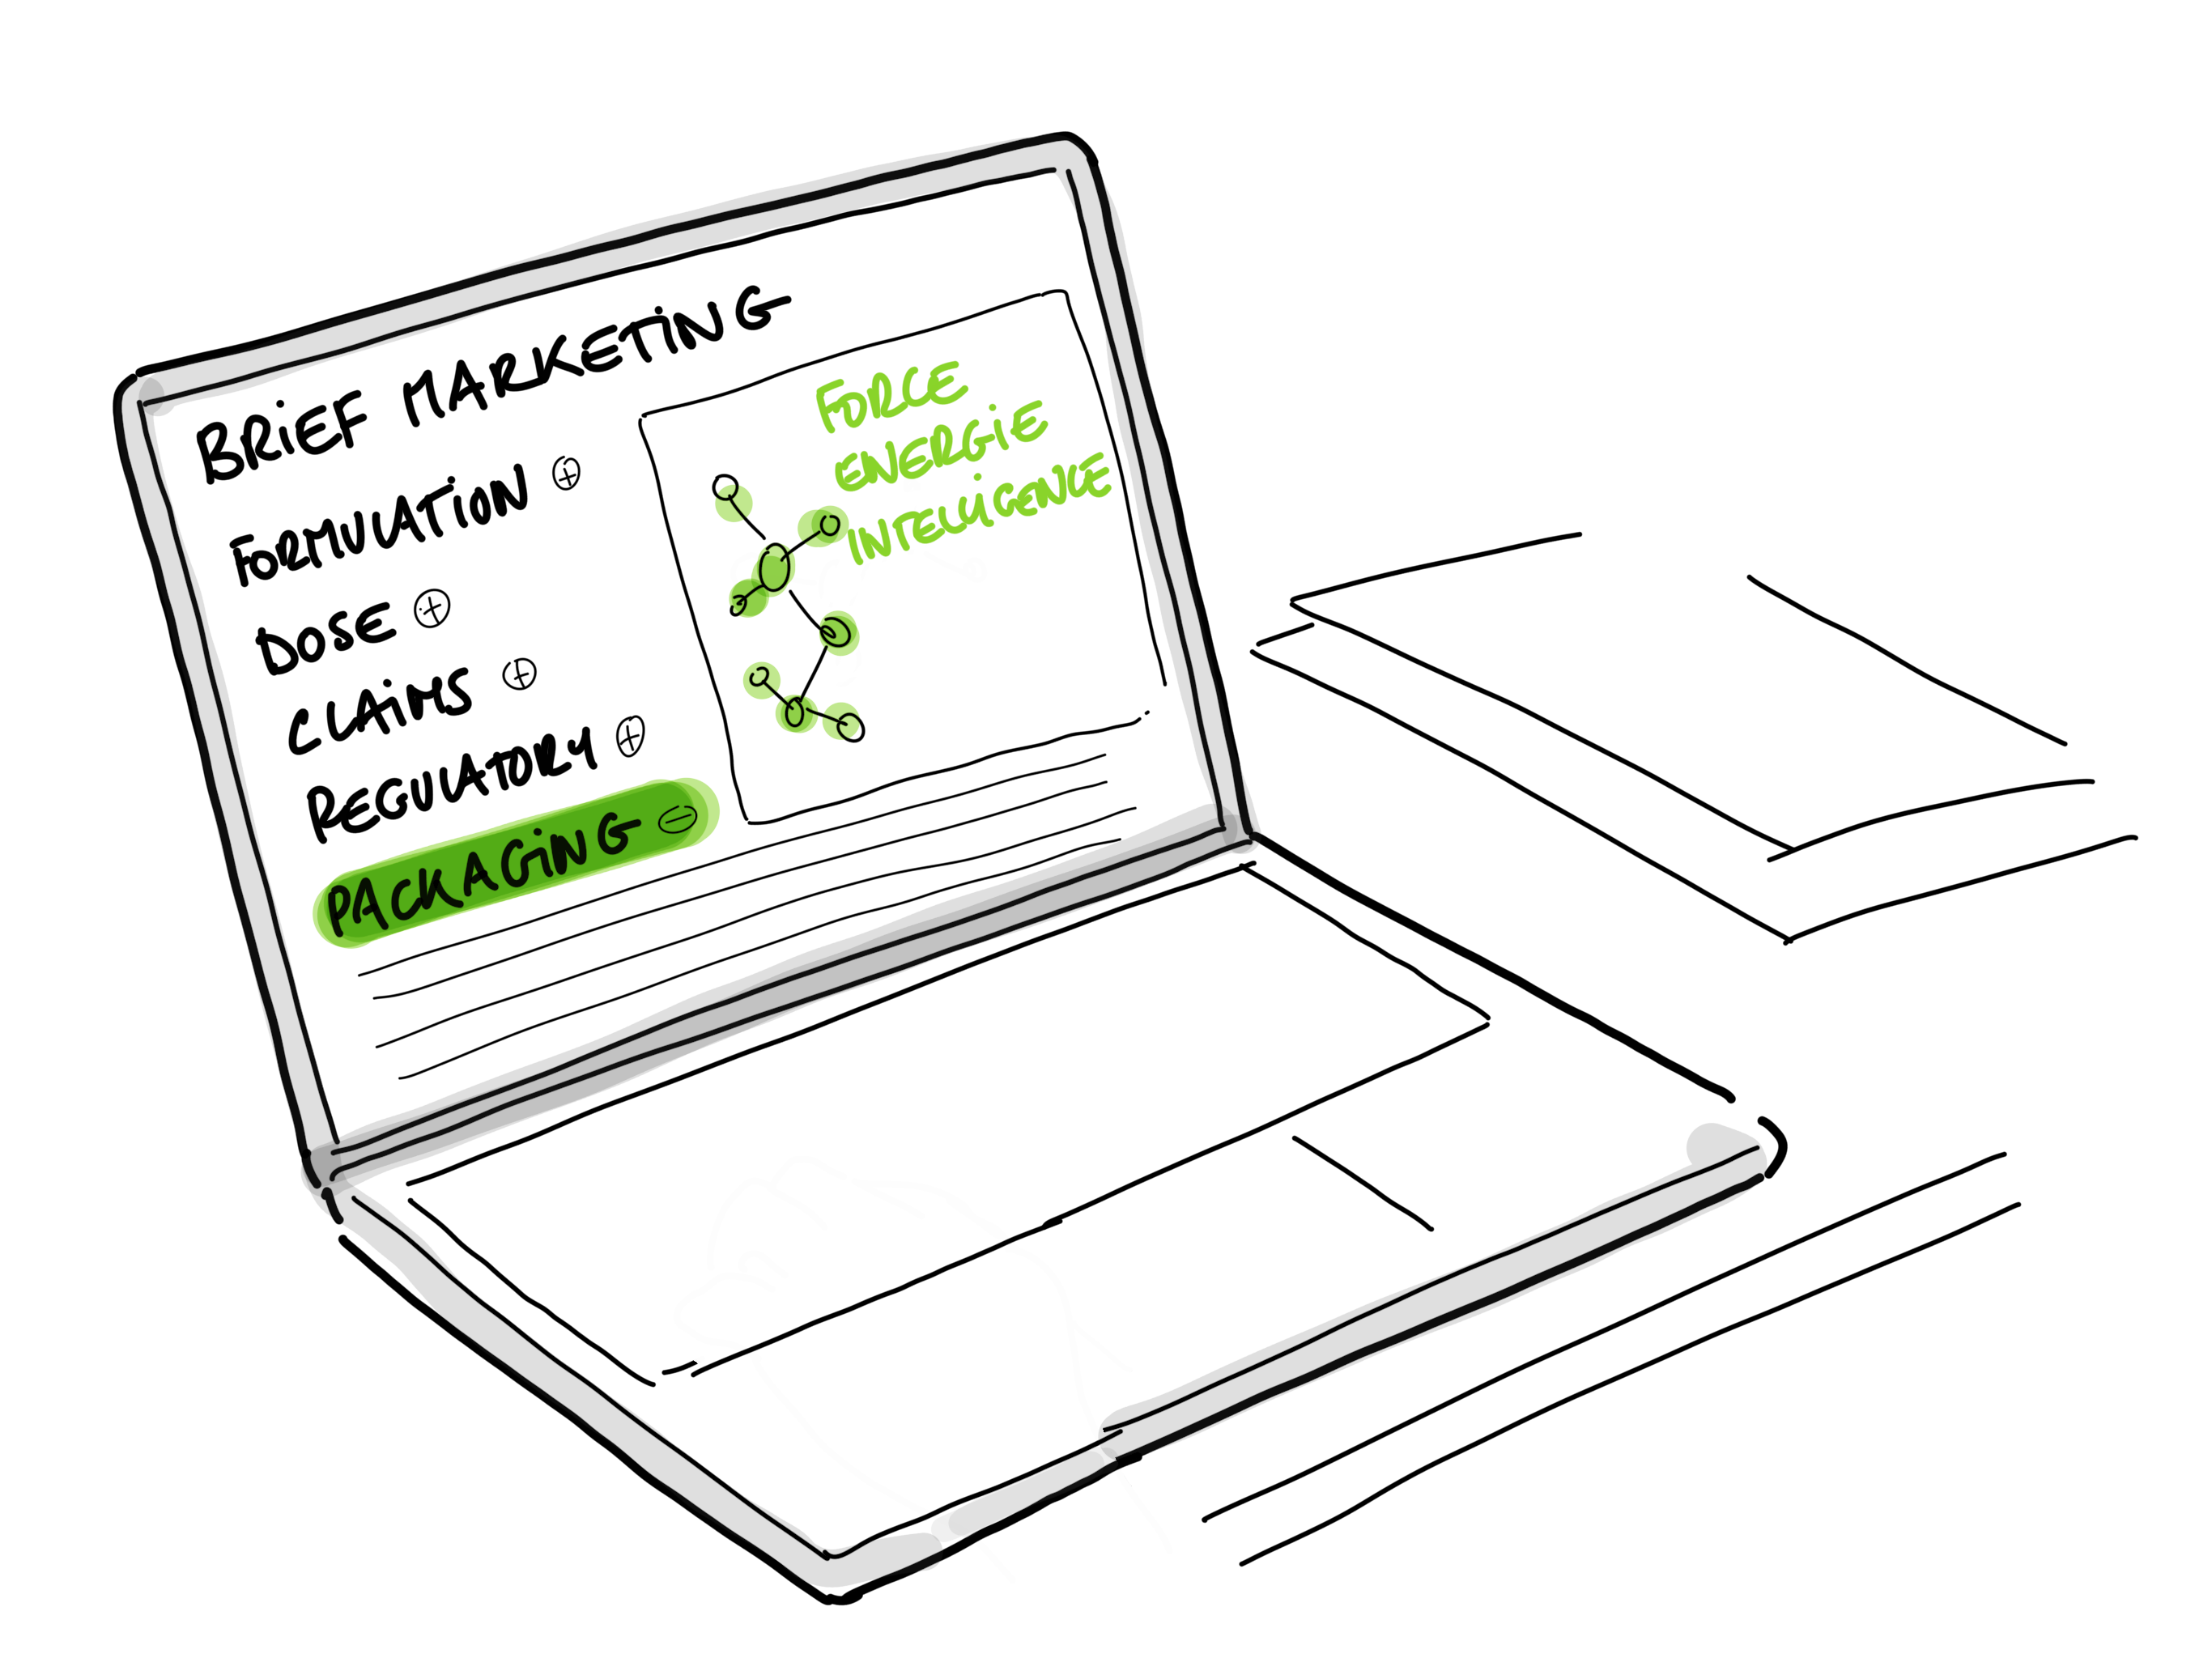 BRiEF MARKETiNG
FORMULATiON ⊕
DOSE ⊕
CLAiMS ⊕
REGULATORY ⊕
PACKAGiNG ⊖
FORCE
ENERGiE
INTELLiGENCE